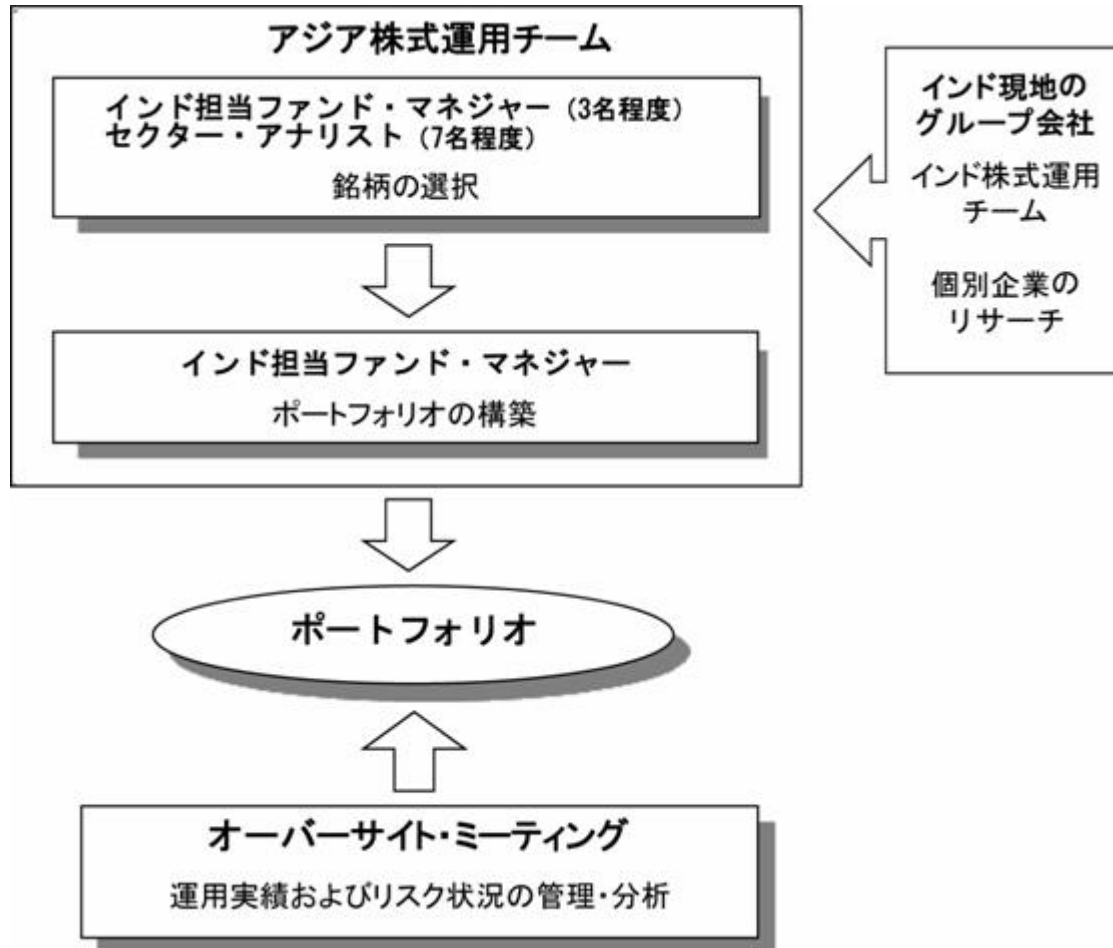 アジア株式運用チーム
インド担当ファンド・マネジャー（3名程度）
セクター・アナリスト（7名程度）
銘柄の選択
インド担当ファンド・マネジャー
ポートフォリオの構築
インド現地の
グループ会社
インド株式運用
チーム
個別企業の
リサーチ
ポートフォリオ
オーバーサイト・ミーティング
運用実績およびリスク状況の管理・分析